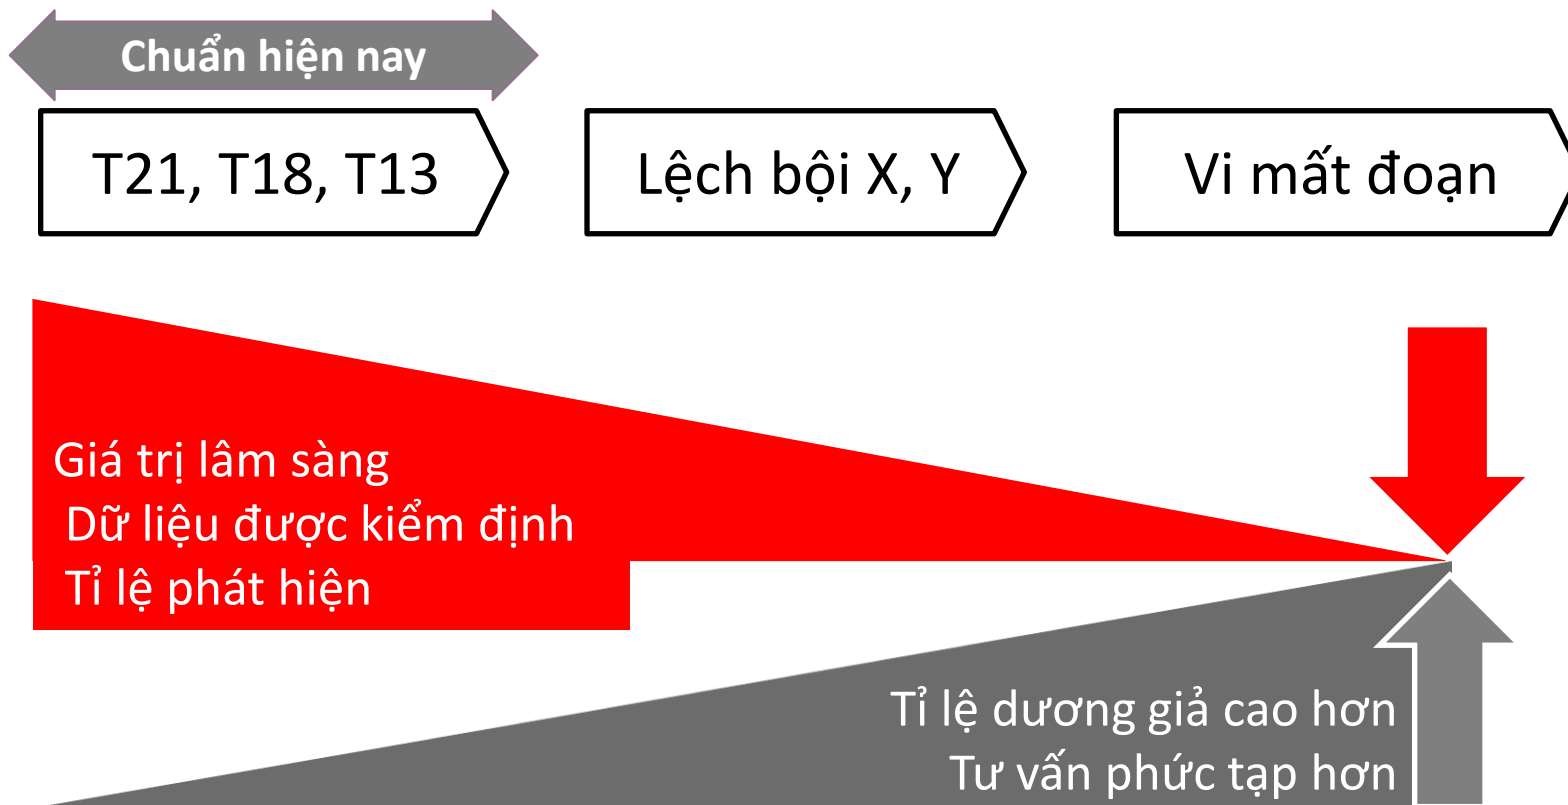 Chuẩn hiện nay
T21, T18, T13
Lệch bội X, Y
Vi mất đoạn
Giá trị lâm sàng
Dữ liệu được kiểm định
Tỉ lệ phát hiện
Tỉ lệ dương giả cao hơn
Tư vấn phức tạp hơn